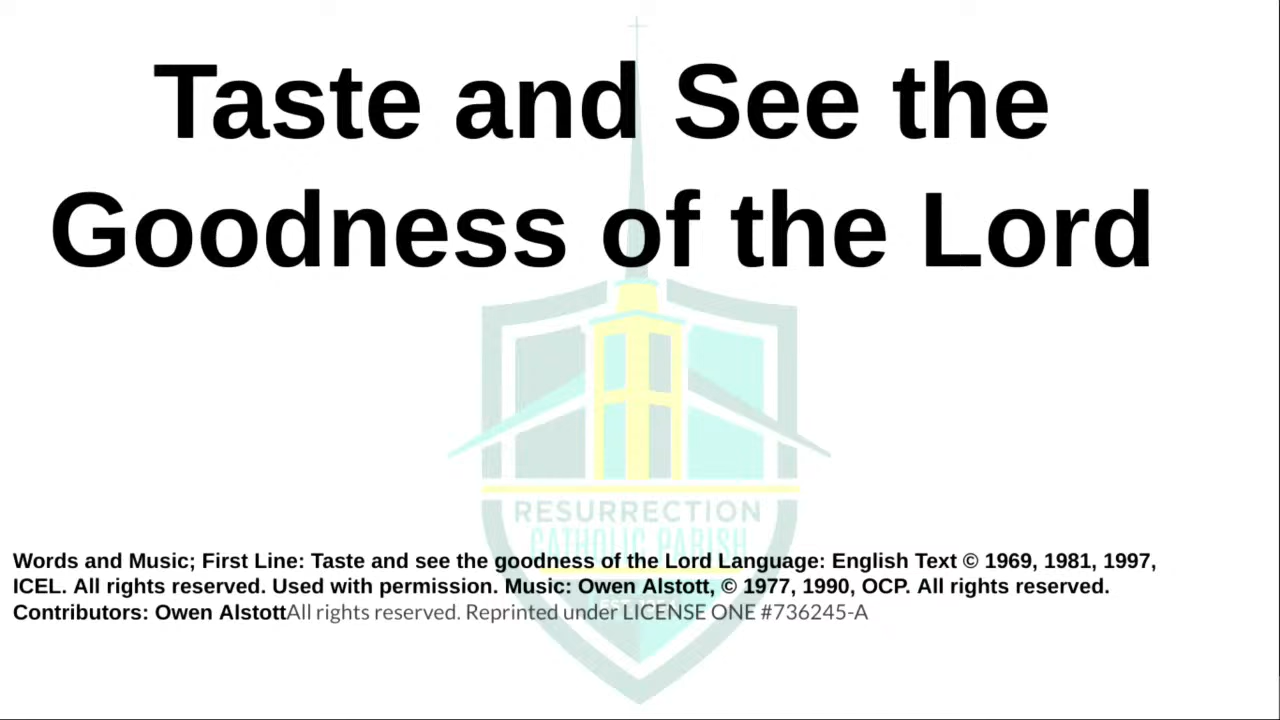 Taste and See the
Goodness of the Lord
RESURRECTION
CATHOLIC PARISH
Words and Music; First Line: Taste and see the goodness of the Lord Language: English Text © 1969, 1981, 1997,
ICEL. All rights reserved. Used with permission. Music: Owen Alstott, © 1977, 1990, OCP. All rights reserved.
Contributors: Owen AlstottAll rights reserved. Reprinted under LICENSE ONE #736245-A